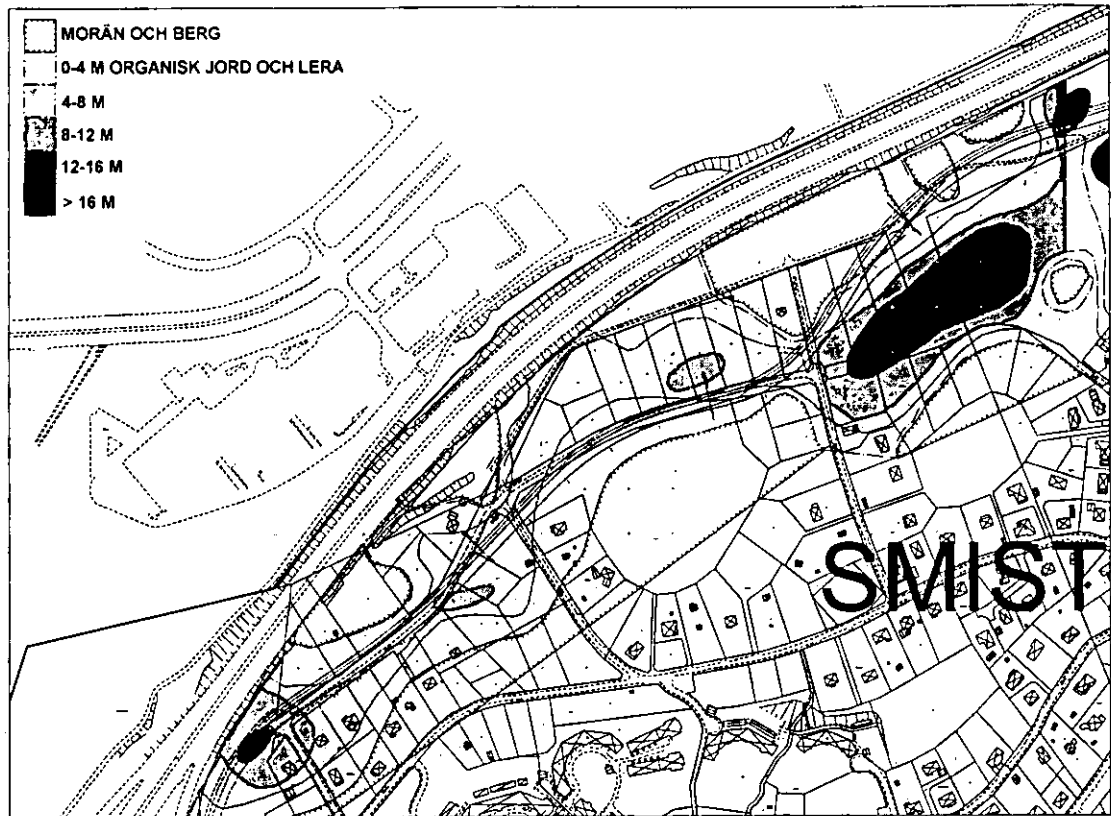 MORÄN OCH BERG
0-4 M ORGANISK JORD OCH LERA
4-8 M
8-12 M
12-16 M
> 16 M
SMIST